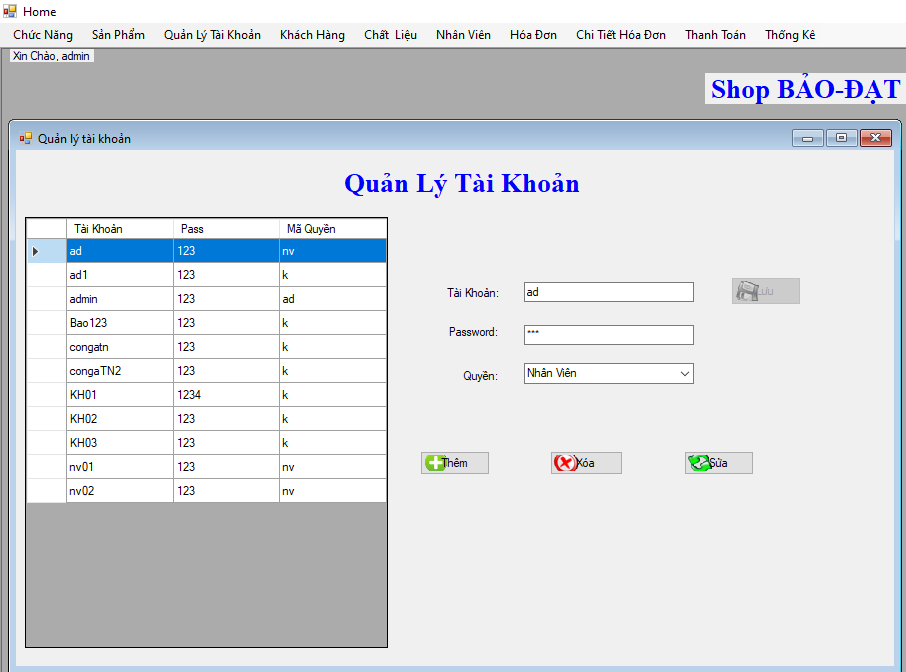 Home
Chức Năng Sản Phẩm Quản Lý Tài Khoản Khách Hàng Chất Liệu Nhân Viên Hóa Đơn Chi Tiết Hóa Đơn Thanh Toán Thống Kê
Xin Chào, admin
Shop BẢO-ĐẠT
Quản lý tài khoản
Quản Lý Tài Khoản
Tài Khoản Pass Mã Quyền
ad 123 nv
ad1 123 k
admin 123 ad
Bao123 123 k
congatn 123 k
congaTN2 123 k
KH01 1234 k
KH02 123 k
KH03 123 k
nv01 123 nv
nv02 123 nv
Tài Khoản: ad Lưu
Password: ***
Quyền: Nhân Viên
Thêm Xóa Sửa